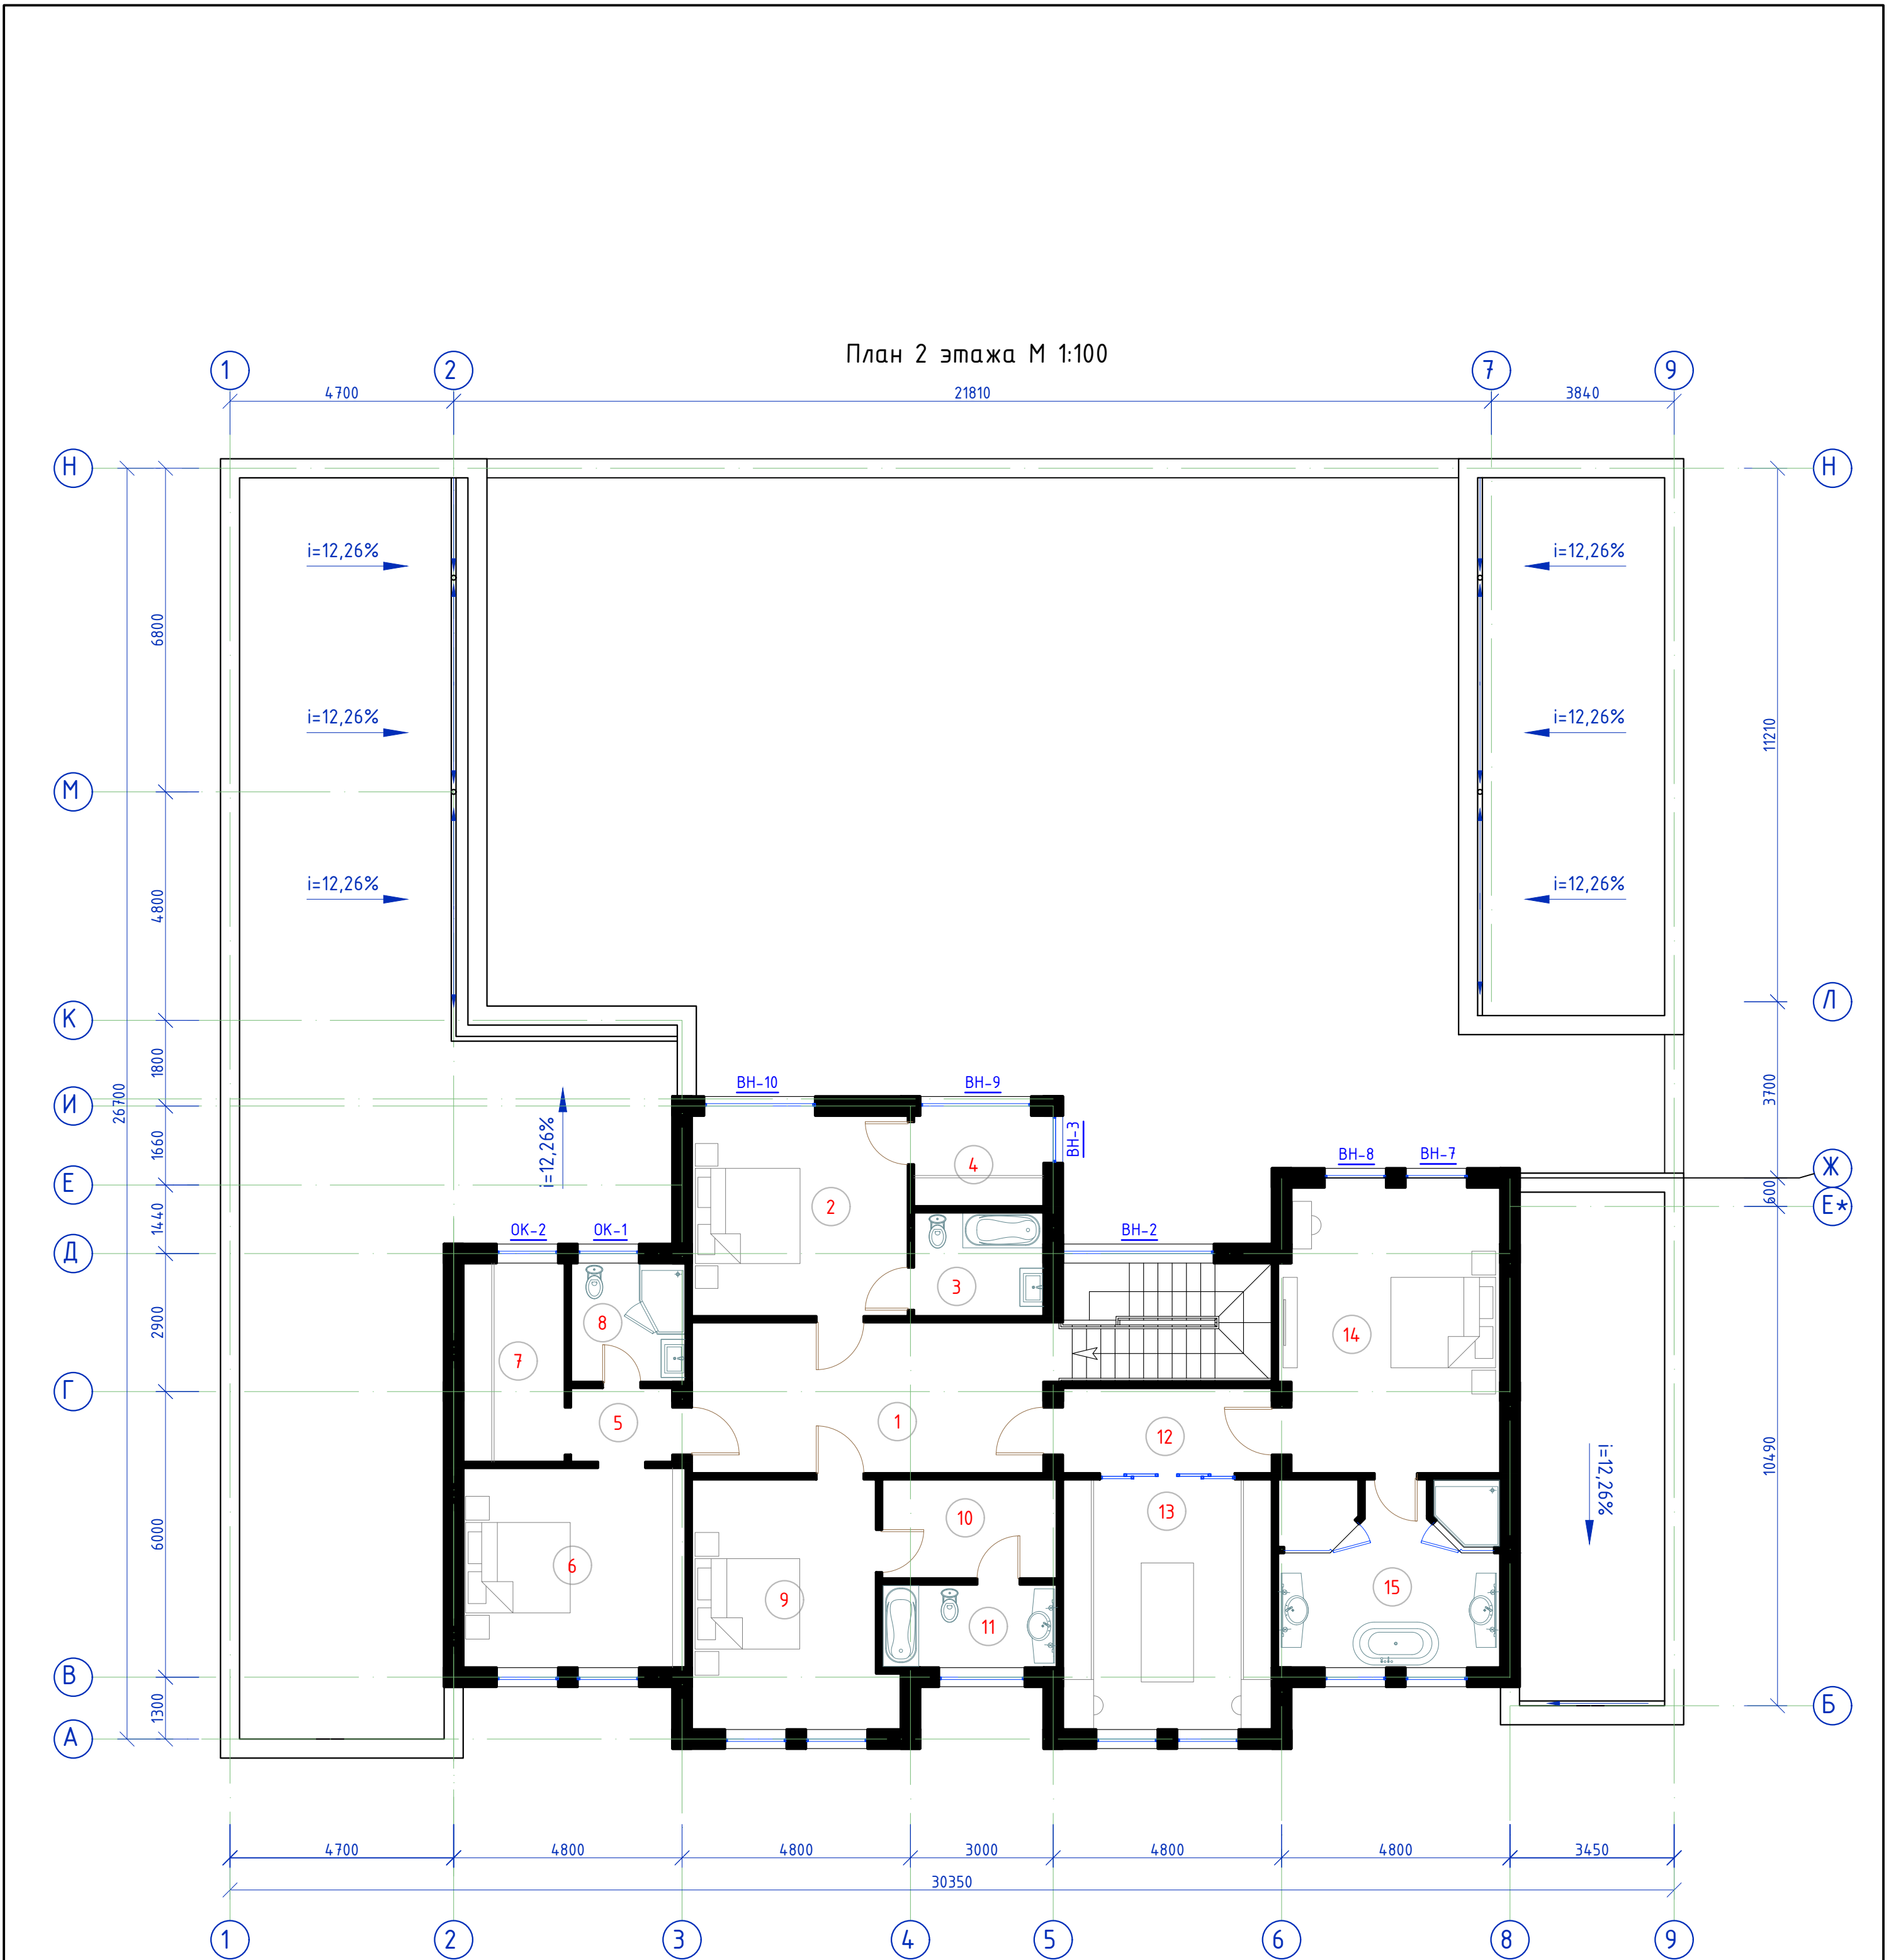 План 2 этажа М 1:100
1 2 7 9
4700 21810 3840
Н Н
i=12,26% i=12,26%
6800
i=12,26% i=12,26%
11210
М
i=12,26% i=12,26%
4800
К Л
1800
ВН-10 ВН-9
И
3700
26700
ВН-3
1660
i=12,26%
4
ВН-8 ВН-7
Ж
Е
600
2
Е*
1440
ОК-2 ОК-1 ВН-2
Д
3
2900
8
14
7
Г
5 1 12
10490
i=12,26%
13
10
6000
6
15
9
11
В
1300
Б
А
4700 4800 4800 3000 4800 4800 3450
30350
1 2 3 4 5 6 8 9